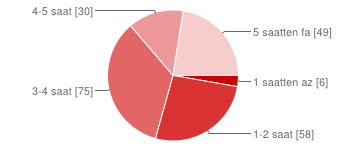 4-5 saat [30]
5 saatten fa [49]
3-4 saat [75]
1 saatten az [6]
1-2 saat [58]